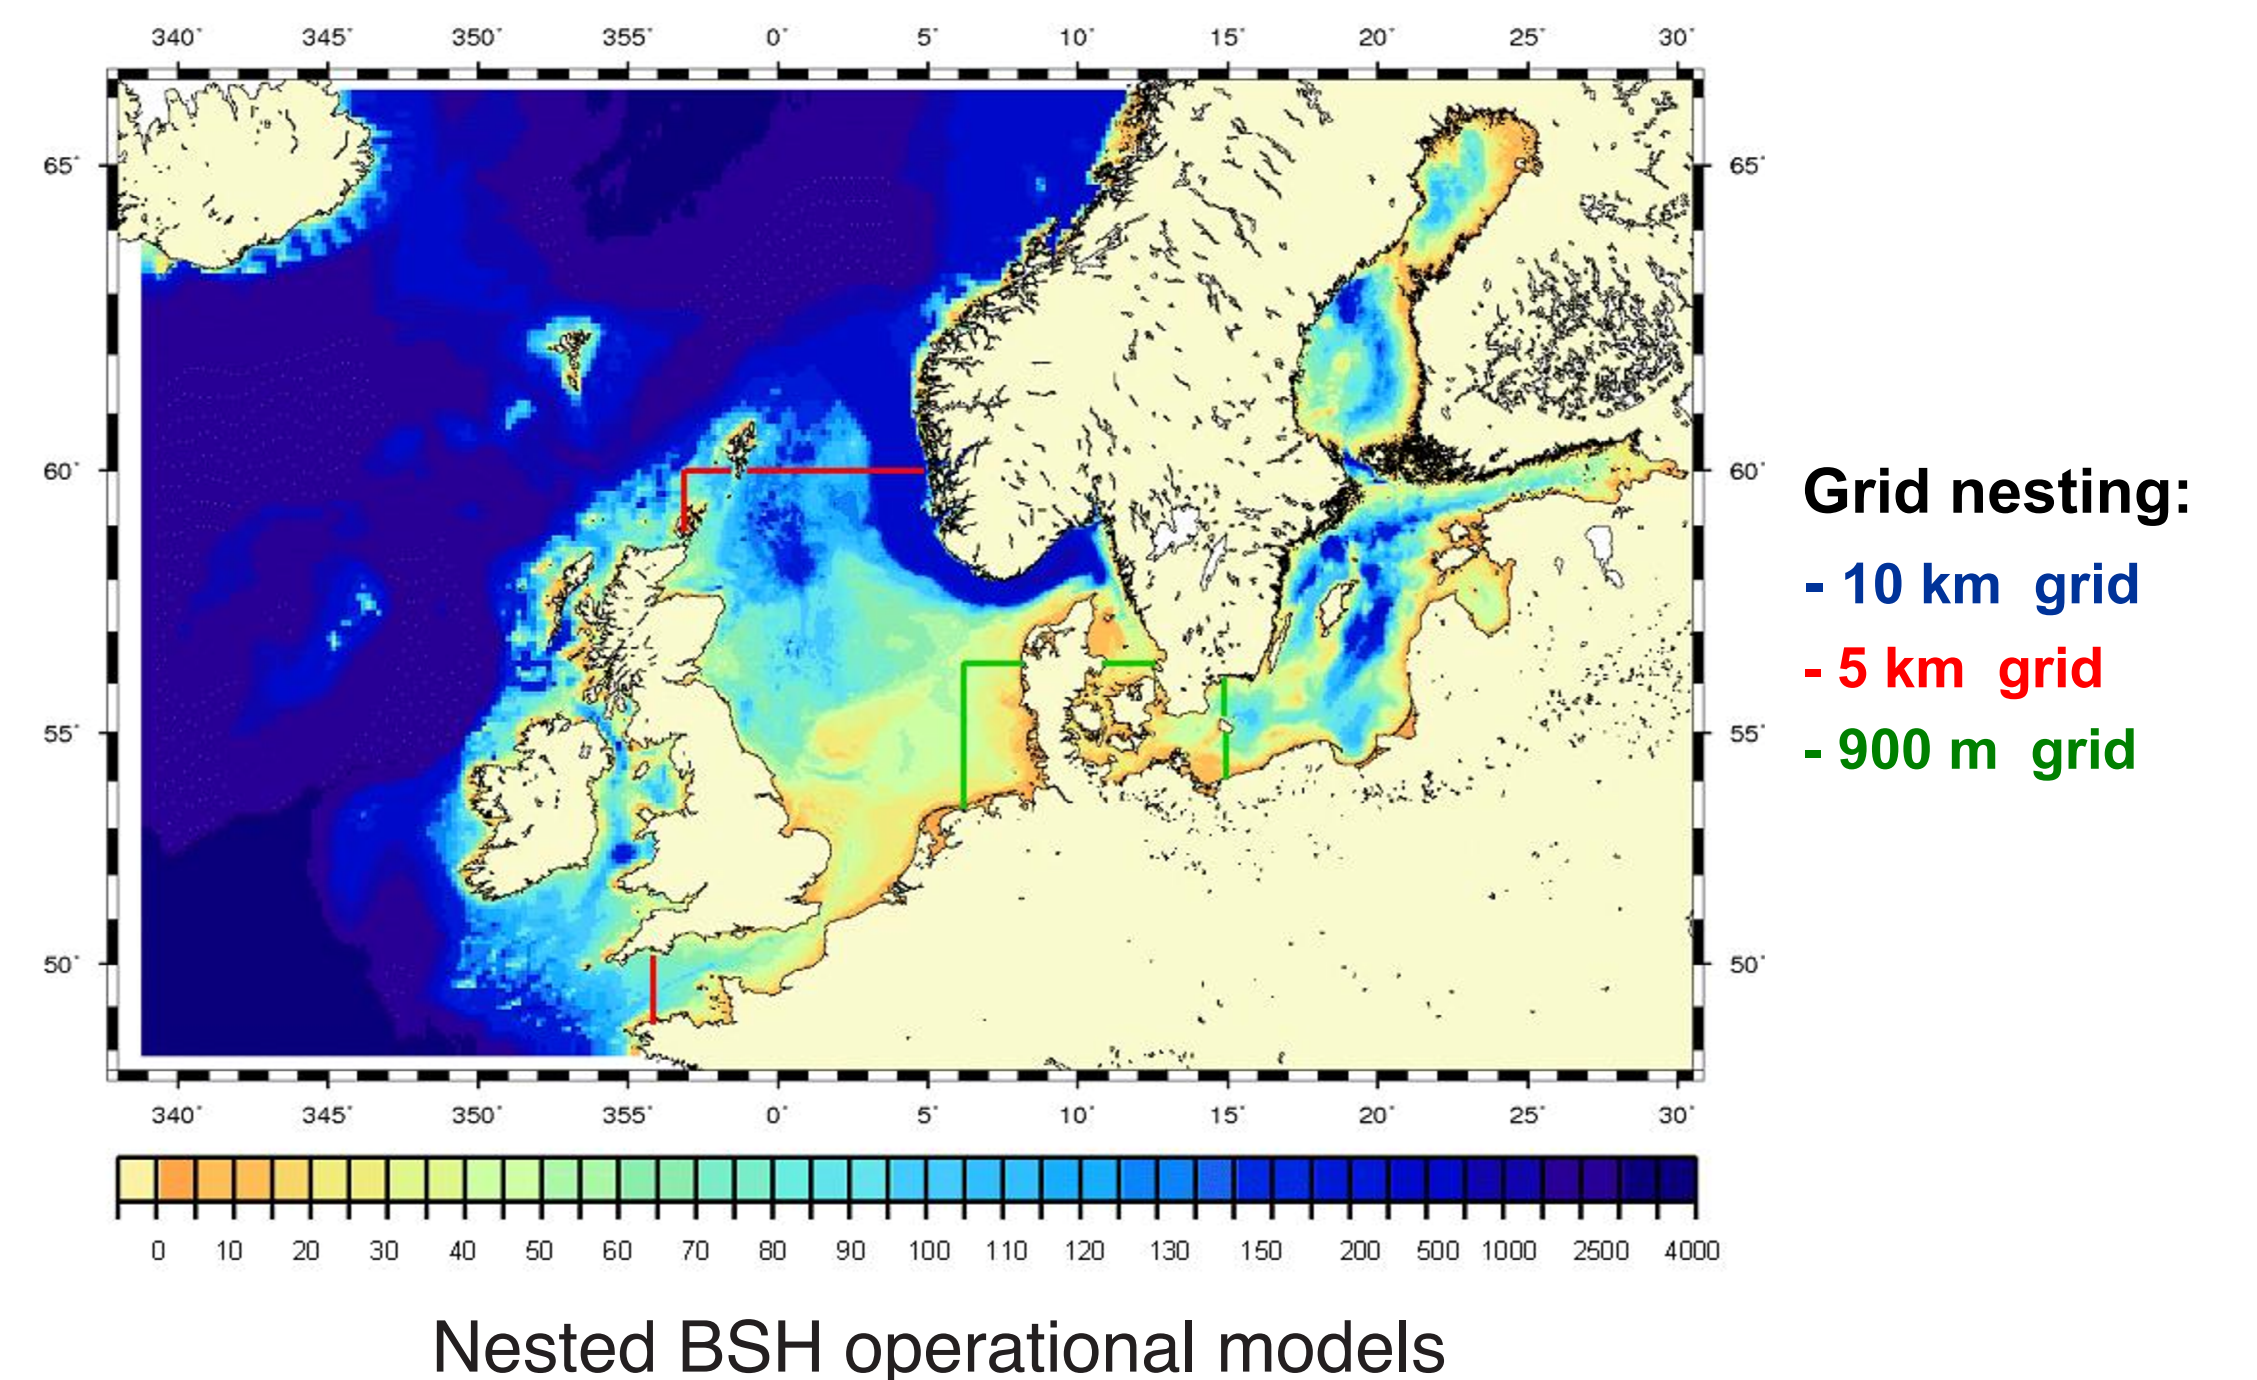 340° 345° 350° 355° 0° 5° 10° 15° 20° 25° 30°
65° 65°
60° 60°
Grid nesting:
- 10 km grid
- 5 km grid
- 900 m grid
55° 55°
50° 50°
340° 345° 350° 355° 0° 5° 10° 15° 20° 25° 30°
0 10 20 30 40 50 60 70 80 90 100 110 120 130 150 200 500 1000 2500 4000
Nested BSH operational models